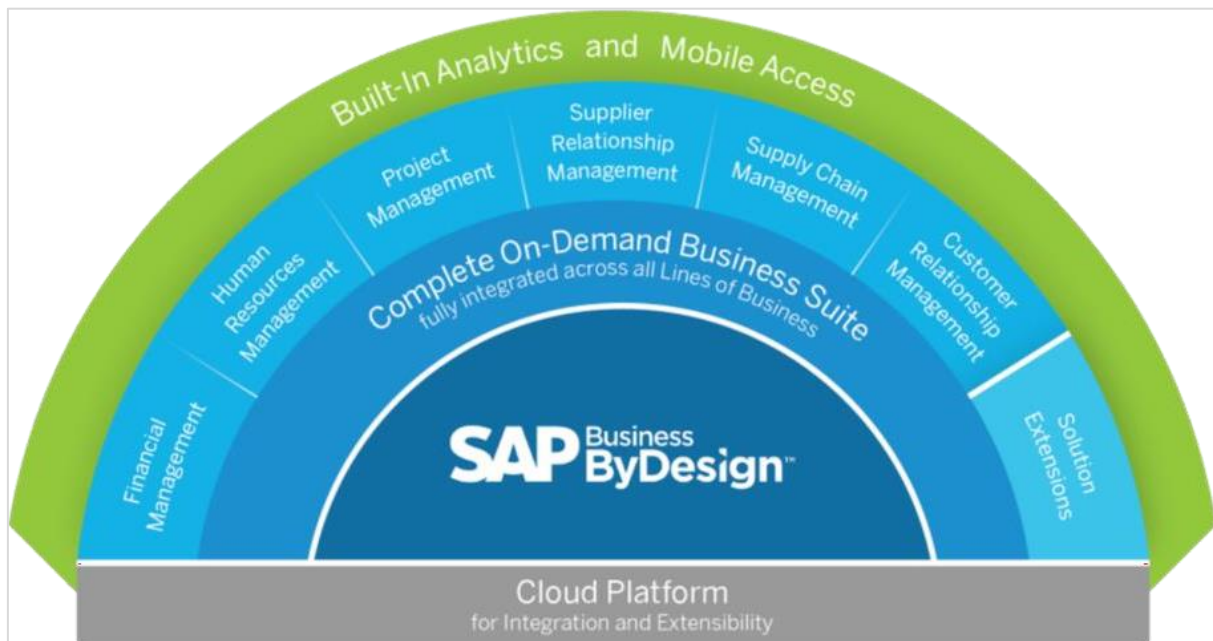 Built-In Analytics and Mobile Access
Financial
Management
Human
Resources
Management
Project
Management
Supplier
Relationship
Management
Supply Chain
Management
Customer
Relationship
Management
Solution
Extensions
Complete On-Demand Business Suite
fully integrated across all Lines of Business
SAP Business
ByDesign™
Cloud Platform
for Integration and Extensibility